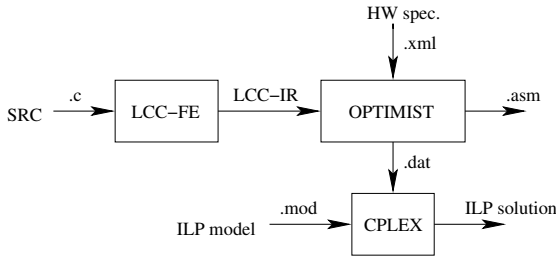 HW spec.
.xml
SRC
.c
LCC−FE
LCC−IR
OPTIMIST
.asm
.dat
ILP model
.mod
CPLEX
ILP solution